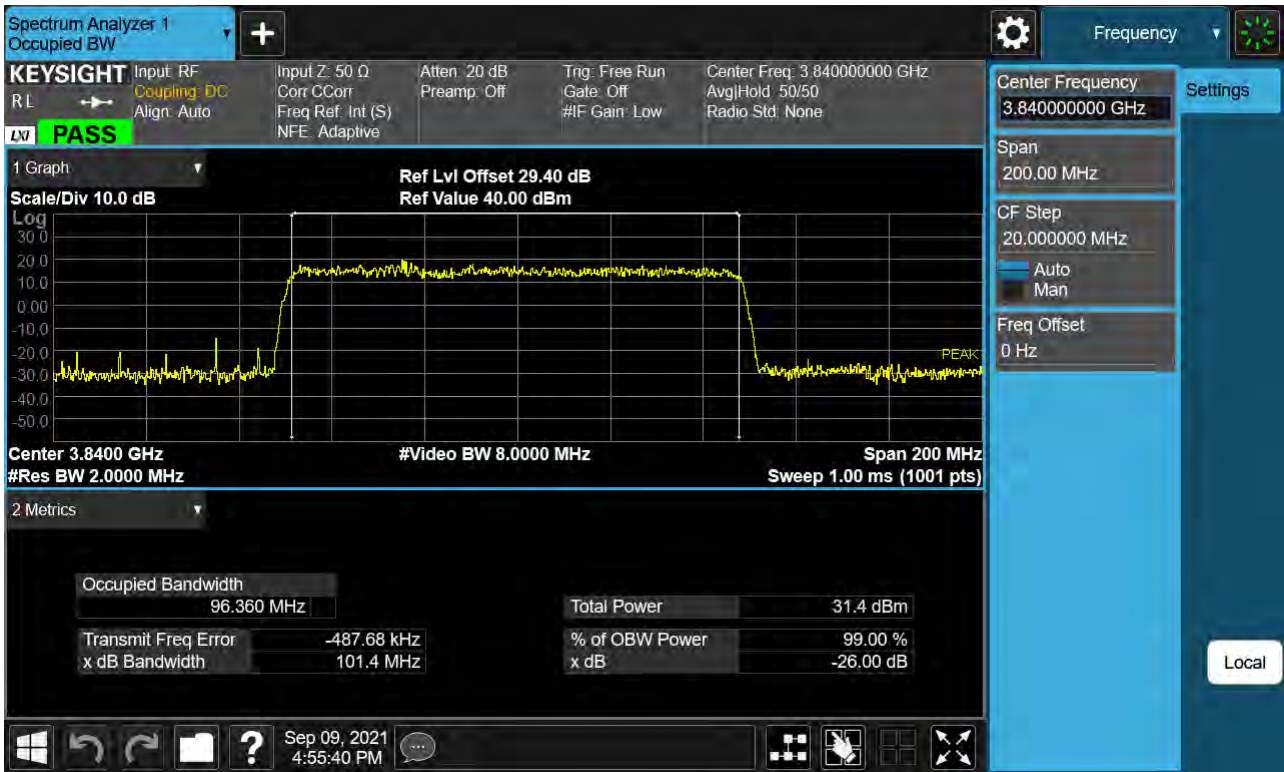 Spectrum Analyzer 1
Occupied BW
+
Frequency
KEYSIGHT
RL
LXI PASS
Input: RF
Coupling: DC
Align: Auto
Input Z: 50 Ω
Corr CCorr
Freq Ref: Int (S)
NFE: Adaptive
Atten: 20 dB
Preamp: Off
Trig: Free Run
Gate: Off
#IF Gain: Low
Center Freq: 3.840000000 GHz
Avg|Hold: 50/50
Radio Std: None
Center Frequency
3.840000000 GHz
Settings
Span
200.00 MHz
CF Step
20.000000 MHz
Auto
Man
Freq Offset
0 Hz
1 Graph
Scale/Div 10.0 dB
Ref Lvl Offset 29.40 dB
Ref Value 40.00 dBm
Log
30.0
20.0
10.0
0.00
-10.0
-20.0
-30.0
-40.0
-50.0
PEAK
Center 3.8400 GHz
#Video BW 8.0000 MHz
Span 200 MHz
#Res BW 2.0000 MHz
Sweep 1.00 ms (1001 pts)
2 Metrics
Occupied Bandwidth
96.360 MHz
Total Power 31.4 dBm
Transmit Freq Error -487.68 kHz
% of OBW Power 99.00 %
x dB Bandwidth 101.4 MHz
x dB -26.00 dB
Local
?
Sep 09, 2021
4:55:40 PM